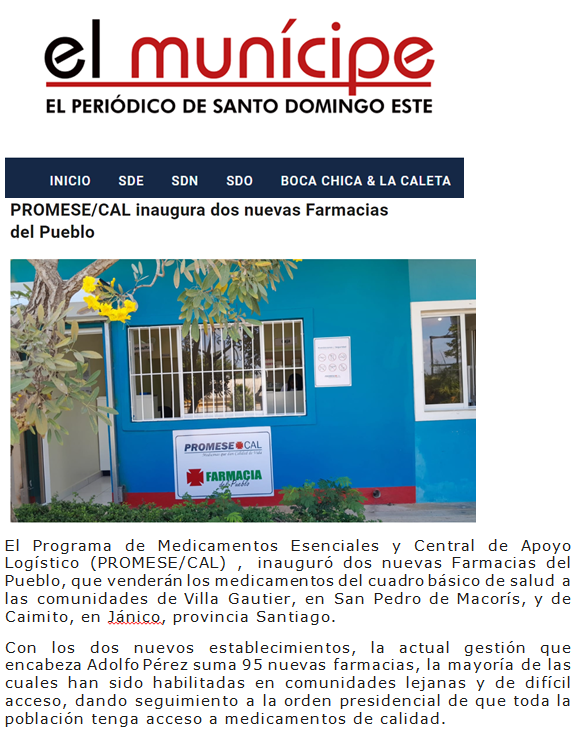 el munícipe
EL PERIÓDICO DE SANTO DOMINGO ESTE
INICIO SDE SDN SDO BOCA CHICA & LA CALETA
PROMESE/CAL inaugura dos nuevas Farmacias
del Pueblo
PROMESE CAL
FARMACIA
del Pueblo
El Programa de Medicamentos Esenciales y Central de Apoyo
Logístico (PROMESE/CAL) , inauguró dos nuevas Farmacias del
Pueblo, que venderán los medicamentos del cuadro básico de salud a
las comunidades de Villa Gautier, en San Pedro de Macorís, y de
Caimito, en Jánico, provincia Santiago.
Con los dos nuevos establecimientos, la actual gestión que
encabeza Adolfo Pérez suma 95 nuevas farmacias, la mayoría de las
cuales han sido habilitadas en comunidades lejanas y de difícil
acceso, dando seguimiento a la orden presidencial de que toda la
población tenga acceso a medicamentos de calidad.